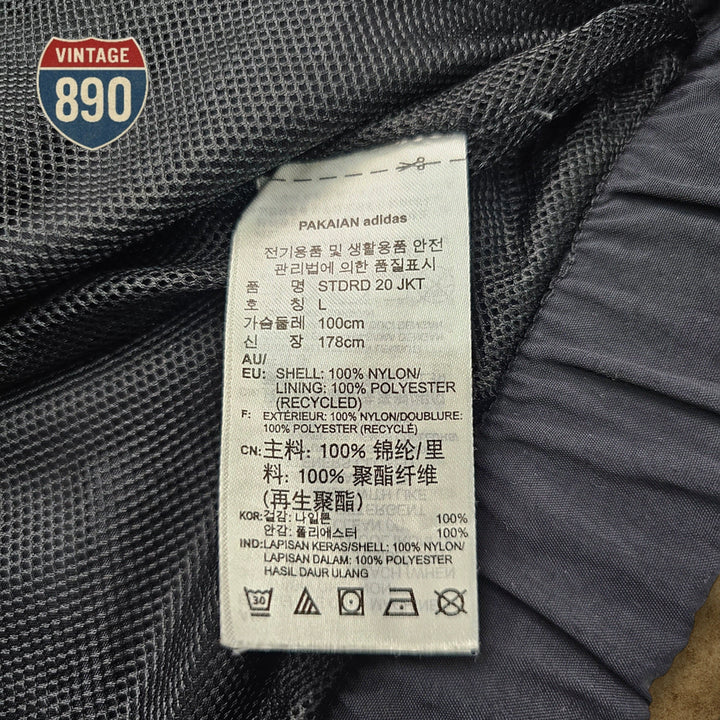 VINTAGE
890
PAKAIAN adidas
전기용품 및 생활용품 안전
관리법에 의한 품질표시
품 명 STDRD 20 JKT
호 칭 L
가슴둘레 100cm
신 장 178cm
AU/
EU: SHELL: 100% NYLON/
LINING: 100% POLYESTER
(RECYCLED)
F: EXTÉRIEUR: 100% NYLON/DOUBLURE:
100% POLYESTER (RECYCLÉ)
CN: 主料: 100% 锦纶/里
料: 100% 聚酯纤维
(再生聚酯)
KOR: 겉감: 나일론 100%
안감: 폴리에스터 100%
IND: LAPISAN KERAS/SHELL: 100% NYLON/
LAPISAN DALAM: 100% POLYESTER
HASIL DAUR ULANG
30